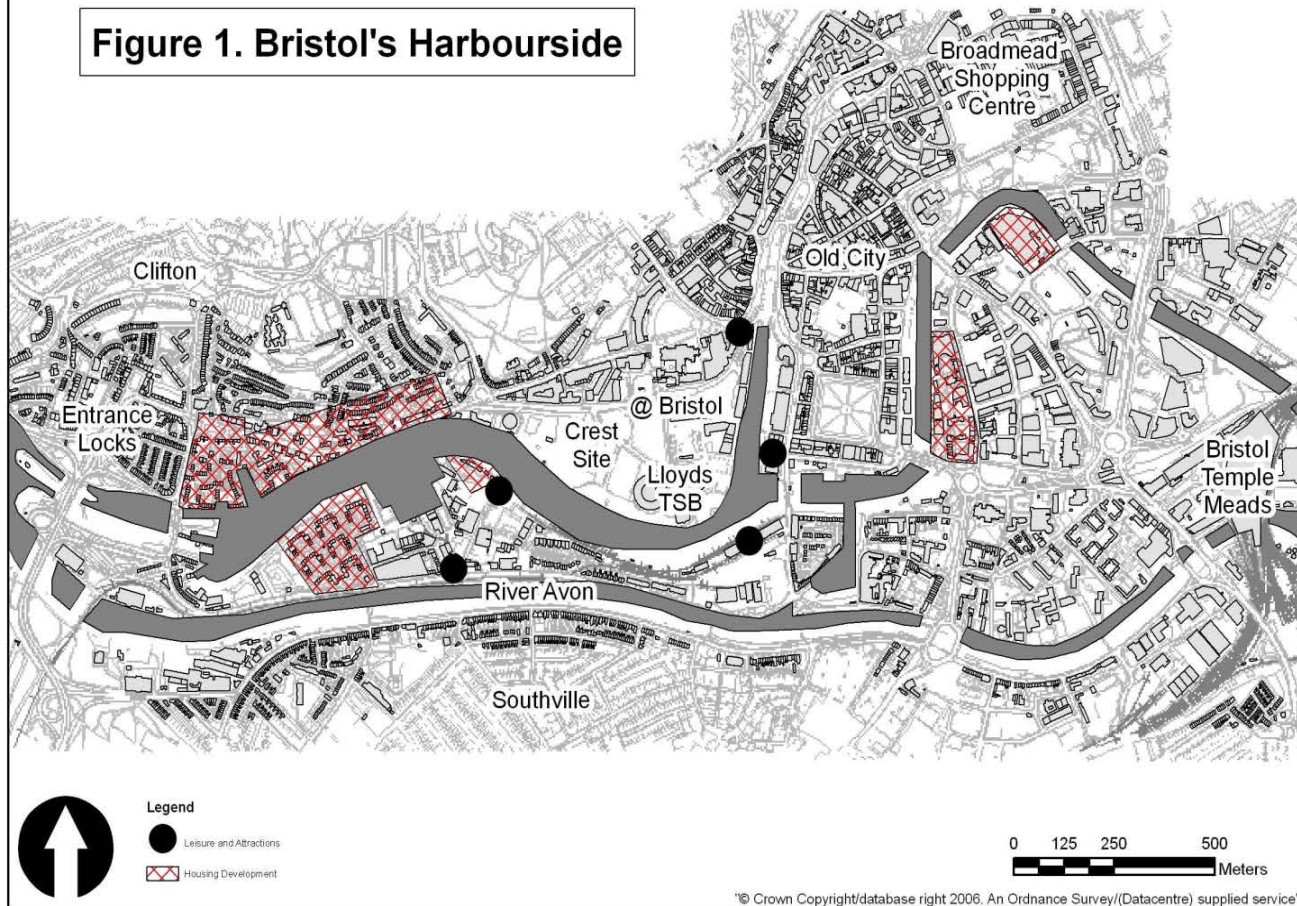 Figure 1. Bristol's Harbourside
Broadmead
Shopping
Centre
Clifton
Old City
Entrance
Locks
@ Bristol
Crest
Site
Lloyds
TSB
Bristol
Temple
Meads
River Avon
Southville
Legend
Leisure and Attractions
Housing Development
0 125 250 500
Meters
"© Crown Copyright/database right 2006. An Ordnance Survey/(Datacentre) supplied service"